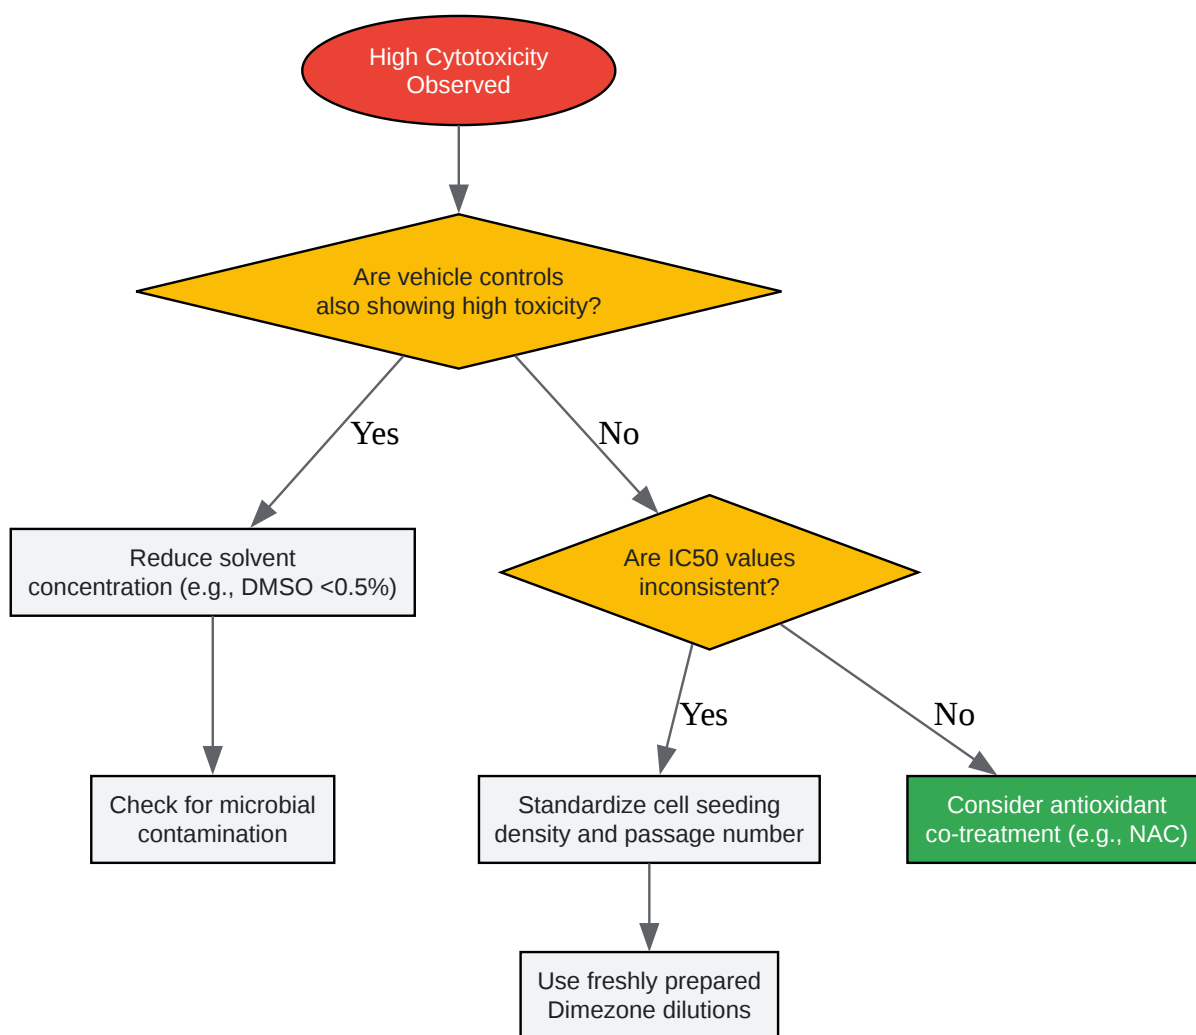 High Cytotoxicity
Observed
Are vehicle controls
also showing high toxicity?
Yes
No
Reduce solvent
concentration (e.g., DMSO <0.5%)
Are IC50 values
inconsistent?
Yes
No
Check for microbial
contamination
Standardize cell seeding
density and passage number
Consider antioxidant
co-treatment (e.g., NAC)
Use freshly prepared
Dimezone dilutions